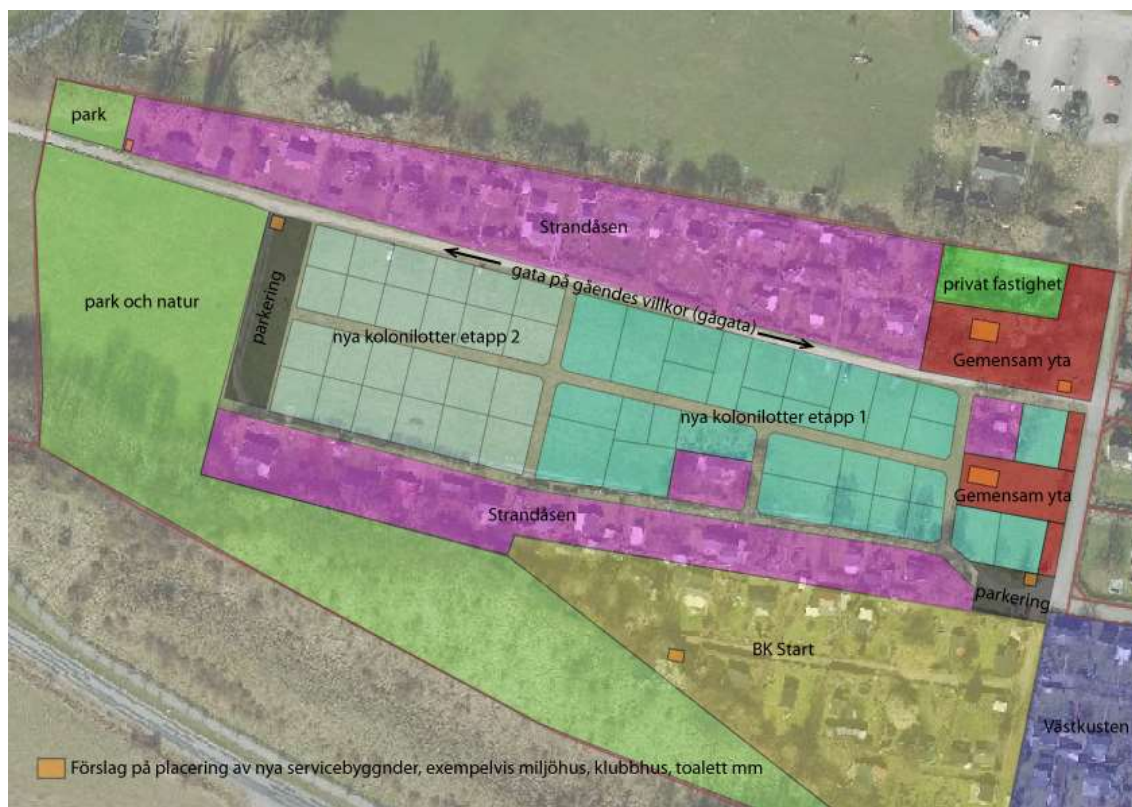 park
Strandåsen
privat fastighet
gata på gåendes villkor (gågata)
park och natur
parkering
nya kolonilotter etapp 2
Gemensam yta
nya kolonilotter etapp 1
Gemensam yta
Strandåsen
parkering
BK Start
Västkusten
Förslag på placering av nya servicebyggnder, exempelvis miljöhus, klubbhus, toalett mm